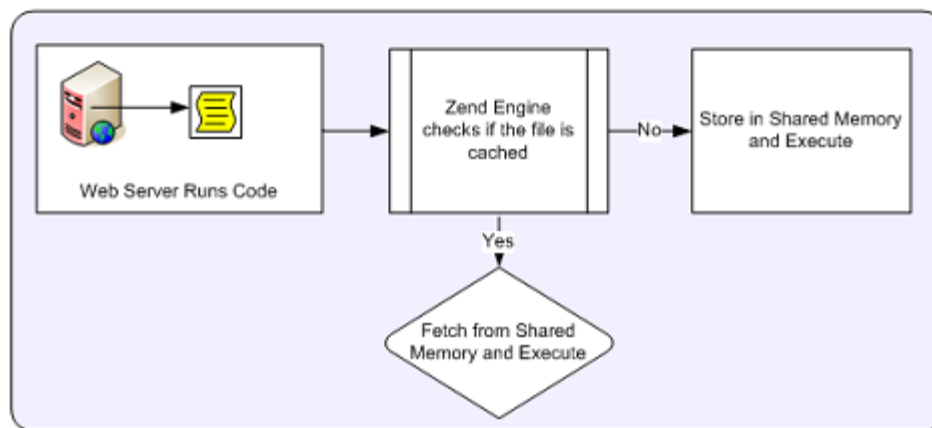 Web Server Runs Code
Zend Engine
checks if the file is
cached
No
Store in Shared Memory
and Execute
Yes
Fetch from Shared
Memory and Execute